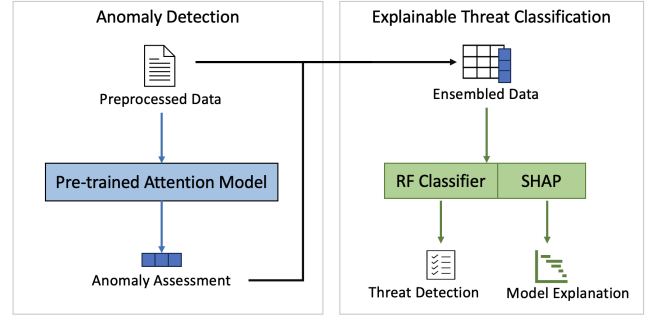 Anomaly Detection
Preprocessed Data
Pre-trained Attention Model
Anomaly Assessment
Explainable Threat Classification
Ensembled Data
RF Classifier
SHAP
Threat Detection
Model Explanation